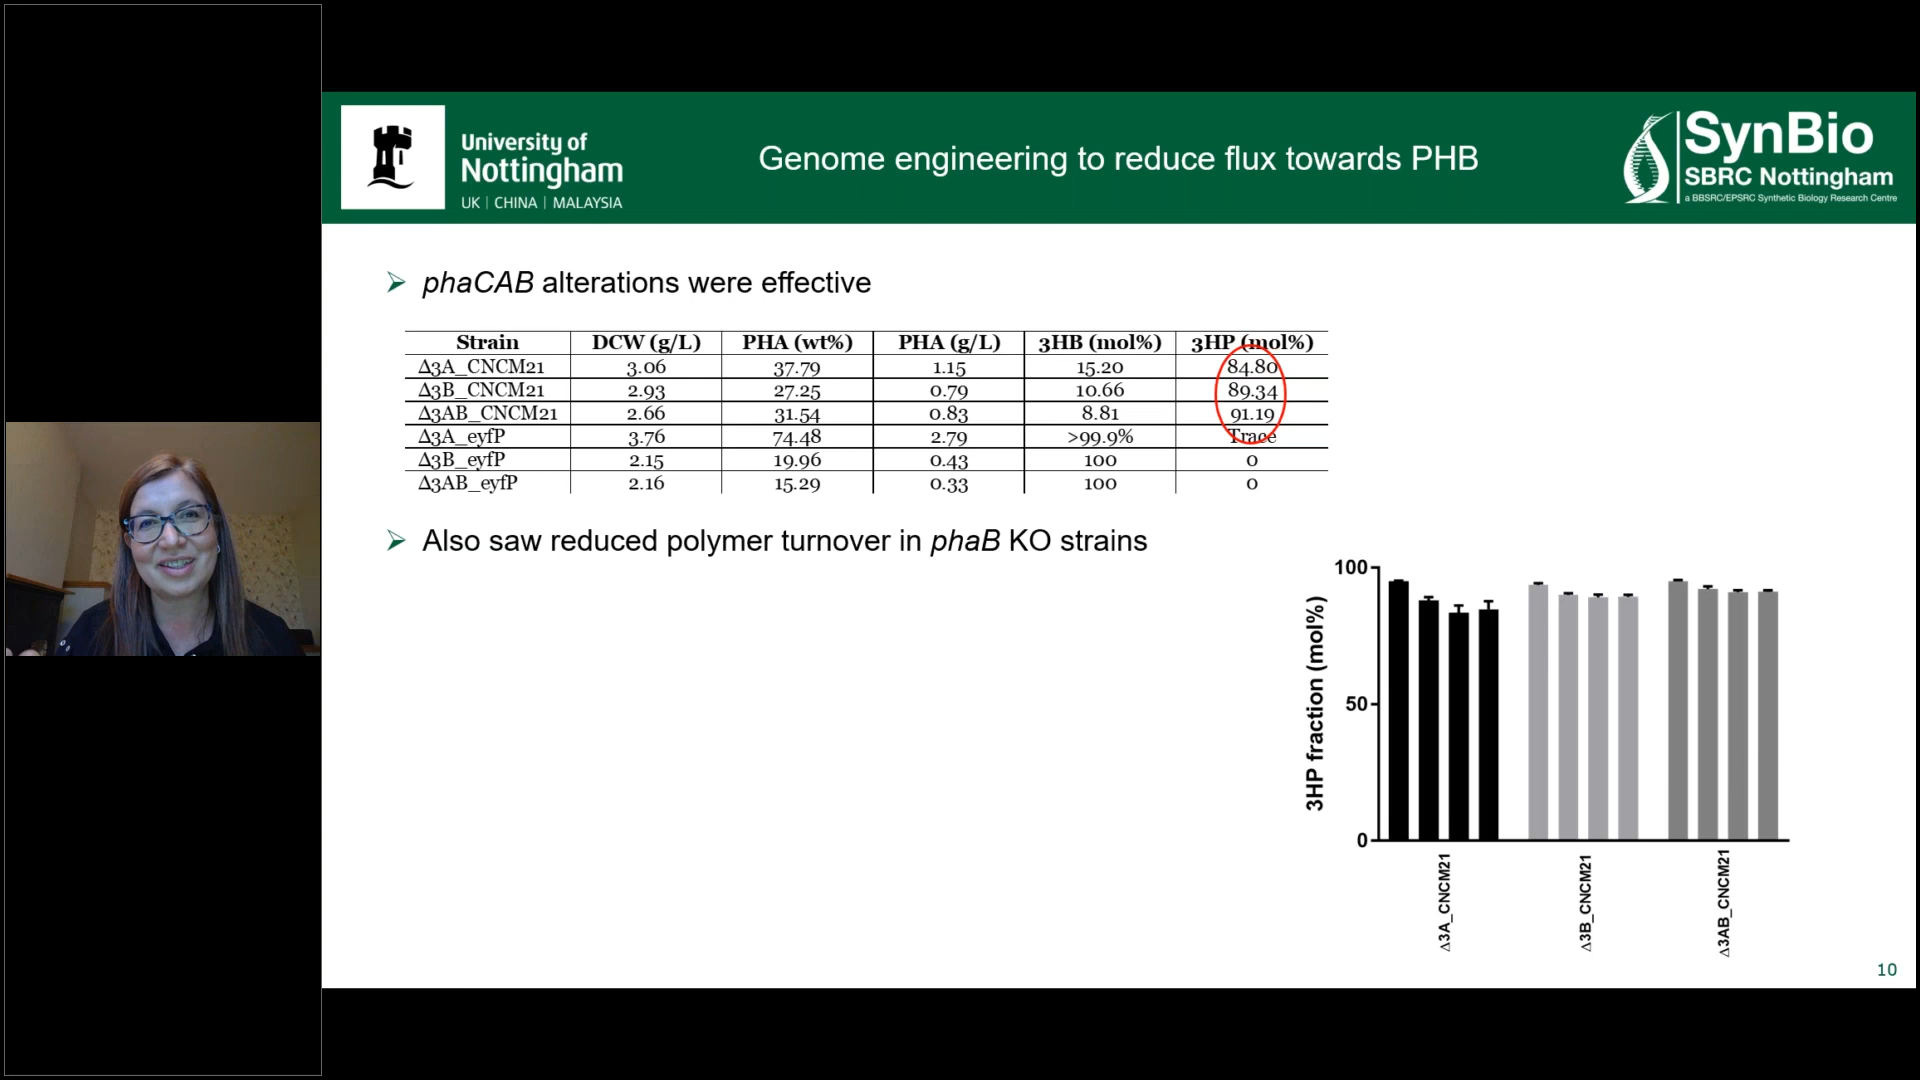 University of
Nottingham
UK | CHINA | MALAYSIA
Genome engineering to reduce flux towards PHB
SynBio
SBRC Nottingham
a BBSRC/EPSRC Synthetic Biology Research Centre
phaCAB alterations were effective
Strain DCW (g/L) PHA (wt%) PHA (g/L) 3HB (mol%) 3HP (mol%)
Δ3A_CNCM21 3.06 37.79 1.15 15.20 84.80
Δ3B_CNCM21 2.93 27.25 0.79 10.66 89.34
Δ3AB_CNCM21 2.66 31.54 0.83 8.81 91.19
Δ3A_eyfP 3.76 74.48 2.79 >99.9% Trace
Δ3B_eyfP 2.15 19.96 0.43 100 0
Δ3AB_eyfP 2.16 15.29 0.33 100 0
Also saw reduced polymer turnover in phaB KO strains
3HP fraction (mol%)
100
50
0
Δ3A_CNCM21
Δ3B_CNCM21
Δ3AB_CNCM21
10